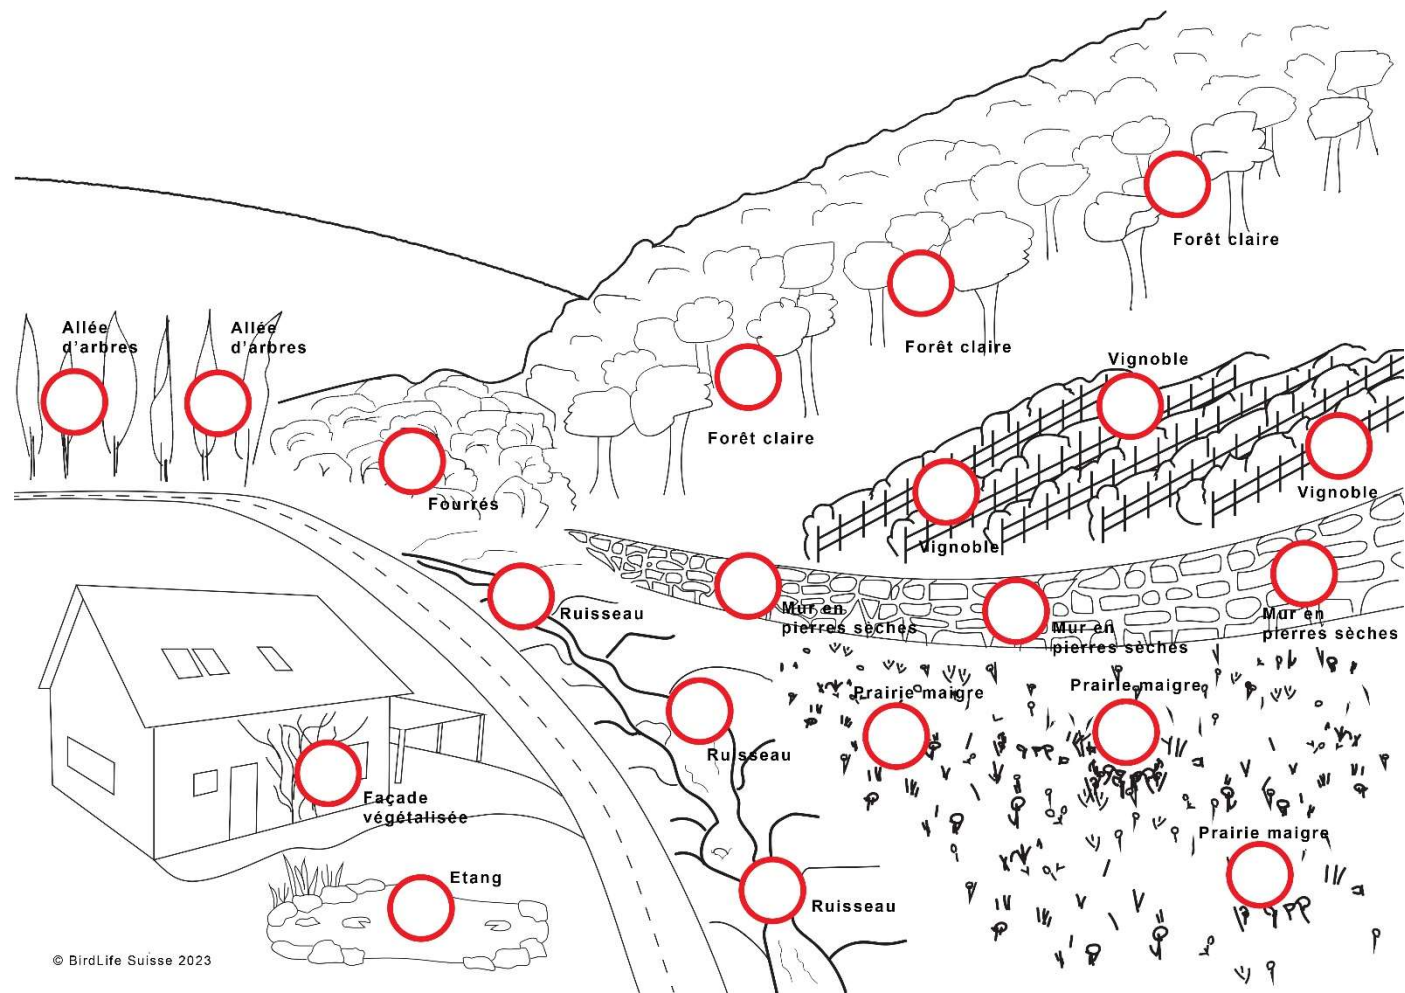 Forêt claire
Allée
d'arbres
Allée
d'arbres
Forêt claire
Vignoble
Forêt claire
Vignoble
Fourrés
Vignoble
Ruisseau
Mur en
pierres sèches
Mur en
pierres sèches
Mur en
pierres sèches
Prairie maigre
Prairie maigre
Ruisseau
Façade
végétalisée
Prairie maigre
Etang
Ruisseau
© BirdLife Suisse 2023